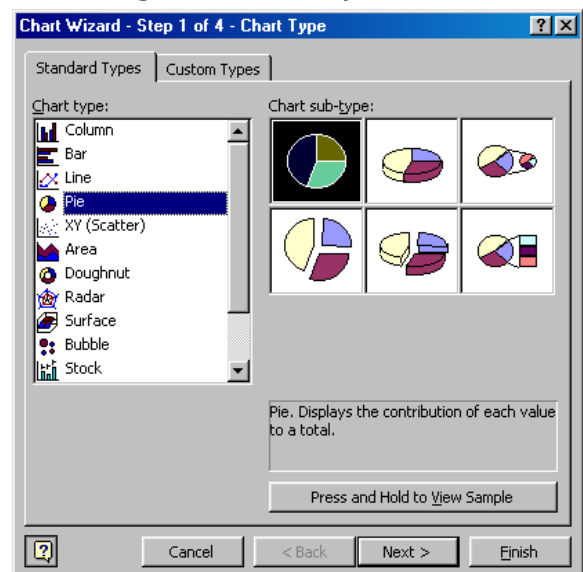 Chart Wizard - Step 1 of 4 - Chart Type
Standard Types
Custom Types
Chart type:
Column
Bar
Line
Pie
XY (Scatter)
Area
Doughnut
Radar
Surface
Bubble
Stock
Chart sub-type:
Pie. Displays the contribution of each value
to a total.
Press and Hold to View Sample
Cancel
< Back
Next >
Finish